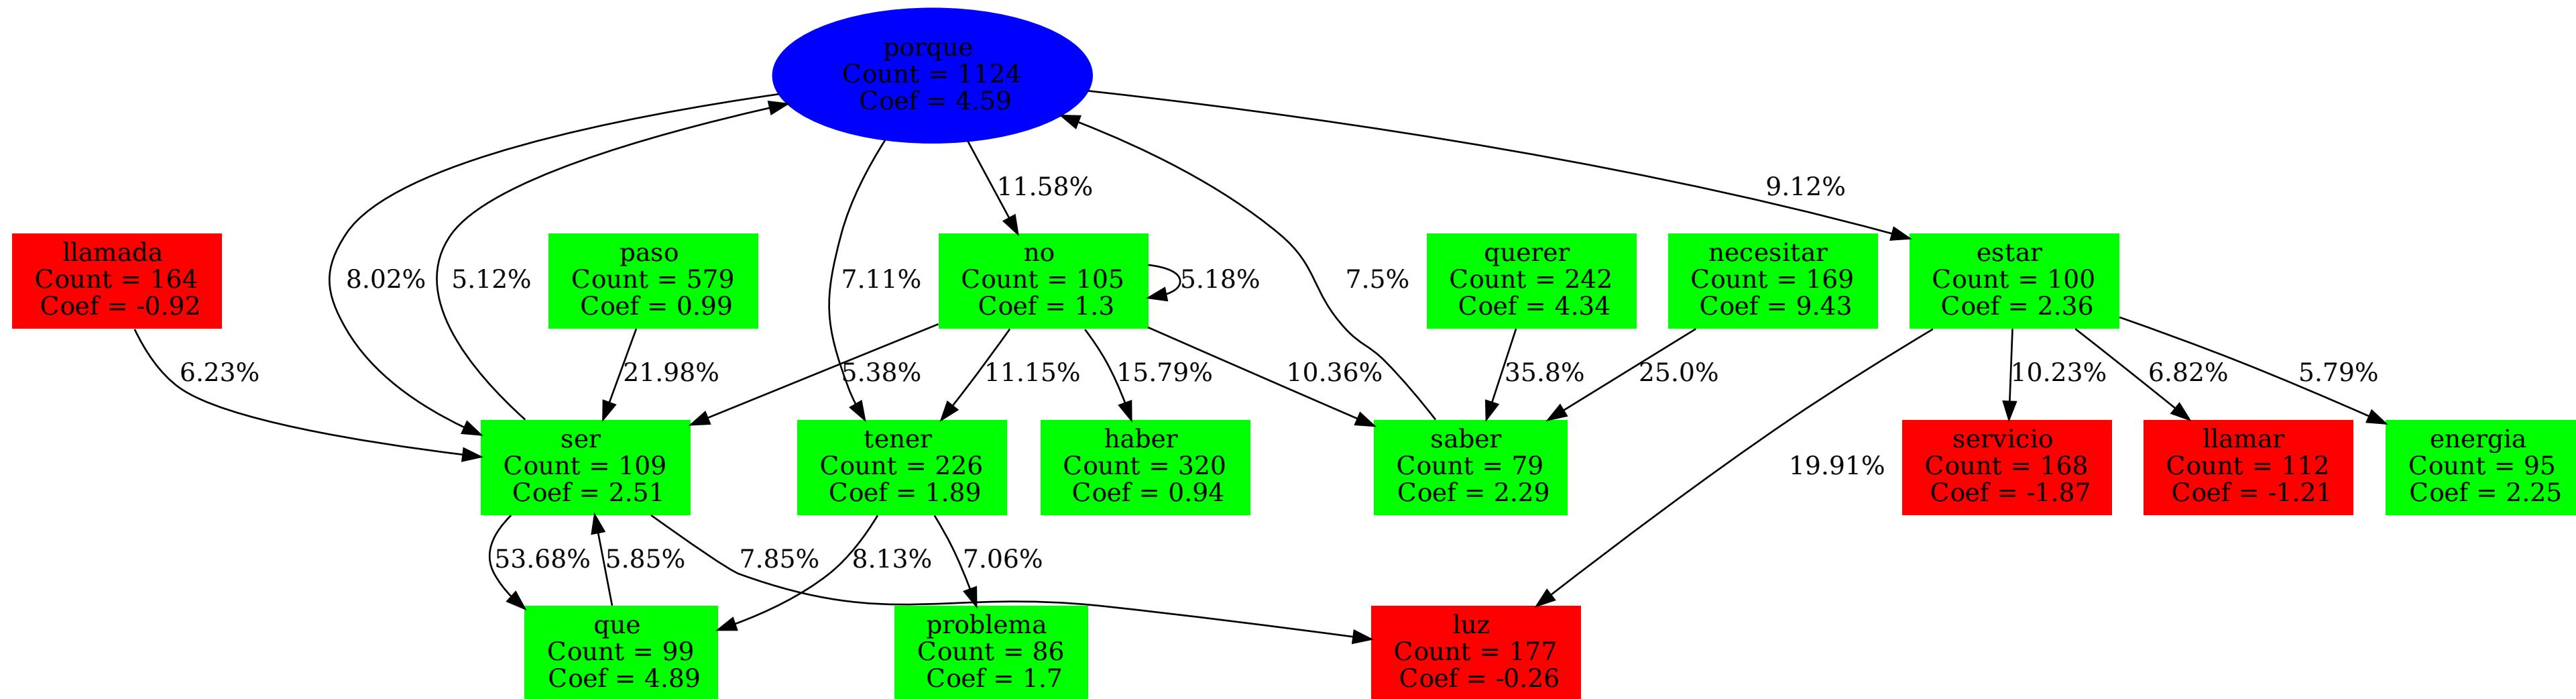 porque
Count = 1124
Coef = 4.59
11.58%
9.12%
llamada
Count = 164
Coef = -0.92
8.02%
5.12%
paso
Count = 579
Coef = 0.99
7.11%
no
Count = 105
Coef = 1.3
5.18%
7.5%
querer
Count = 242
Coef = 4.34
necesitar
Count = 169
Coef = 9.43
estar
Count = 100
Coef = 2.36
6.23%
21.98%
5.38%
11.15%
15.79%
10.36%
35.8%
25.0%
10.23%
6.82%
5.79%
ser
Count = 109
Coef = 2.51
tener
Count = 226
Coef = 1.89
haber
Count = 320
Coef = 0.94
saber
Count = 79
Coef = 2.29
19.91%
servicio
Count = 168
Coef = -1.87
llamar
Count = 112
Coef = -1.21
energia
Count = 95
Coef = 2.25
53.68%
5.85%
7.85%
8.13%
7.06%
que
Count = 99
Coef = 4.89
problema
Count = 86
Coef = 1.7
luz
Count = 177
Coef = -0.26